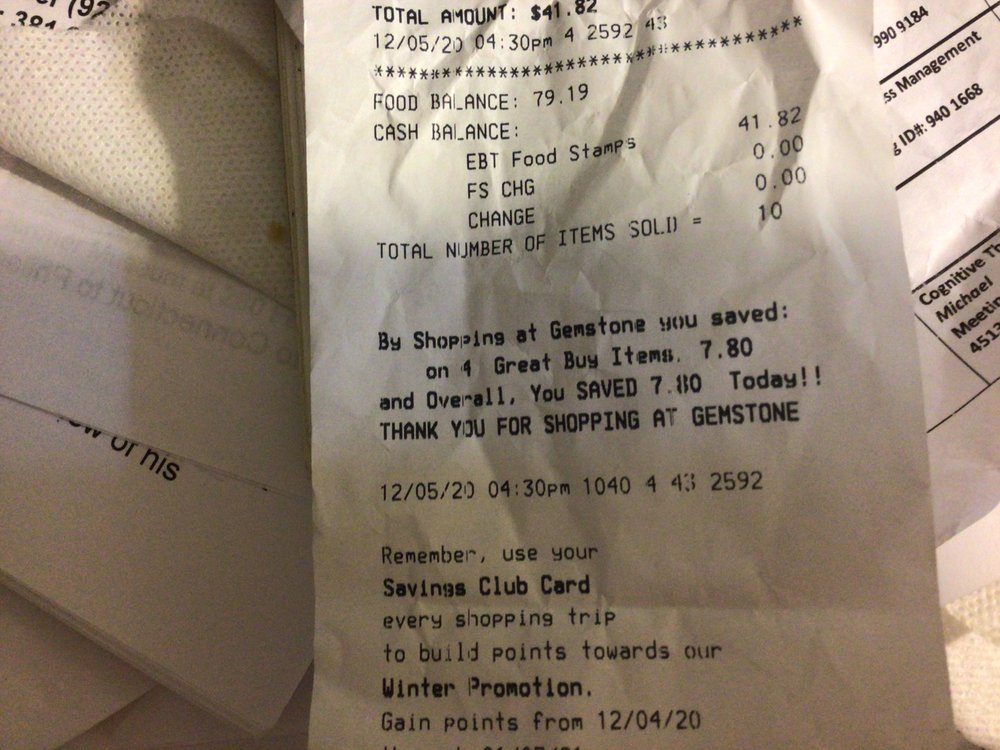 TOTAL AMOUNT: $41.82
12/05/20 04:30pm 4 2592 43
****************************************
FOOD BALANCE: 79.19
CASH BALANCE:
EBT Food Stamps 41.82
FS CHG 0.00
CHANGE 0.00
TOTAL NUMBER OF ITEMS SOLD = 10
By Shopping at Gemstone you saved:
on 4 Great Buy Items. 7.80
and Overall, You SAVED 7.80 Today!!
THANK YOU FOR SHOPPING AT GEMSTONE
12/05/20 04:30pm 1040 4 43 2592
Remember, use your
Savings Club Card
every shopping trip
to build points towards our
Winter Promotion.
Gain points from 12/04/20
of his
990 9184
ss Management
ID#: 940 1668
Cognitive Th
Michael
Meetin
4513